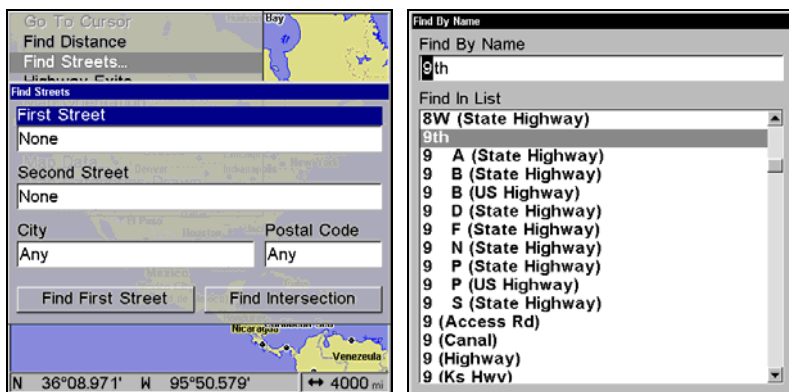 Go To Cursor
Find Distance
Find Streets...
Highway Exits
Bay
Find Streets
First Street
None
Second Street
None
City
Postal Code
Any
Any
Find First Street
Find Intersection
Mexico
Nicaragua
Venezuela
N 36°08.971' W 95°50.579' ↔ 4000 mi
Find By Name
Find By Name
9th
Find In List
8W (State Highway)
9th
9 A (State Highway)
9 B (State Highway)
9 B (US Highway)
9 D (State Highway)
9 F (State Highway)
9 N (State Highway)
9 P (State Highway)
9 P (US Highway)
9 S (State Highway)
9 (Access Rd)
9 (Canal)
9 (Highway)
9 (Ks Hwy)